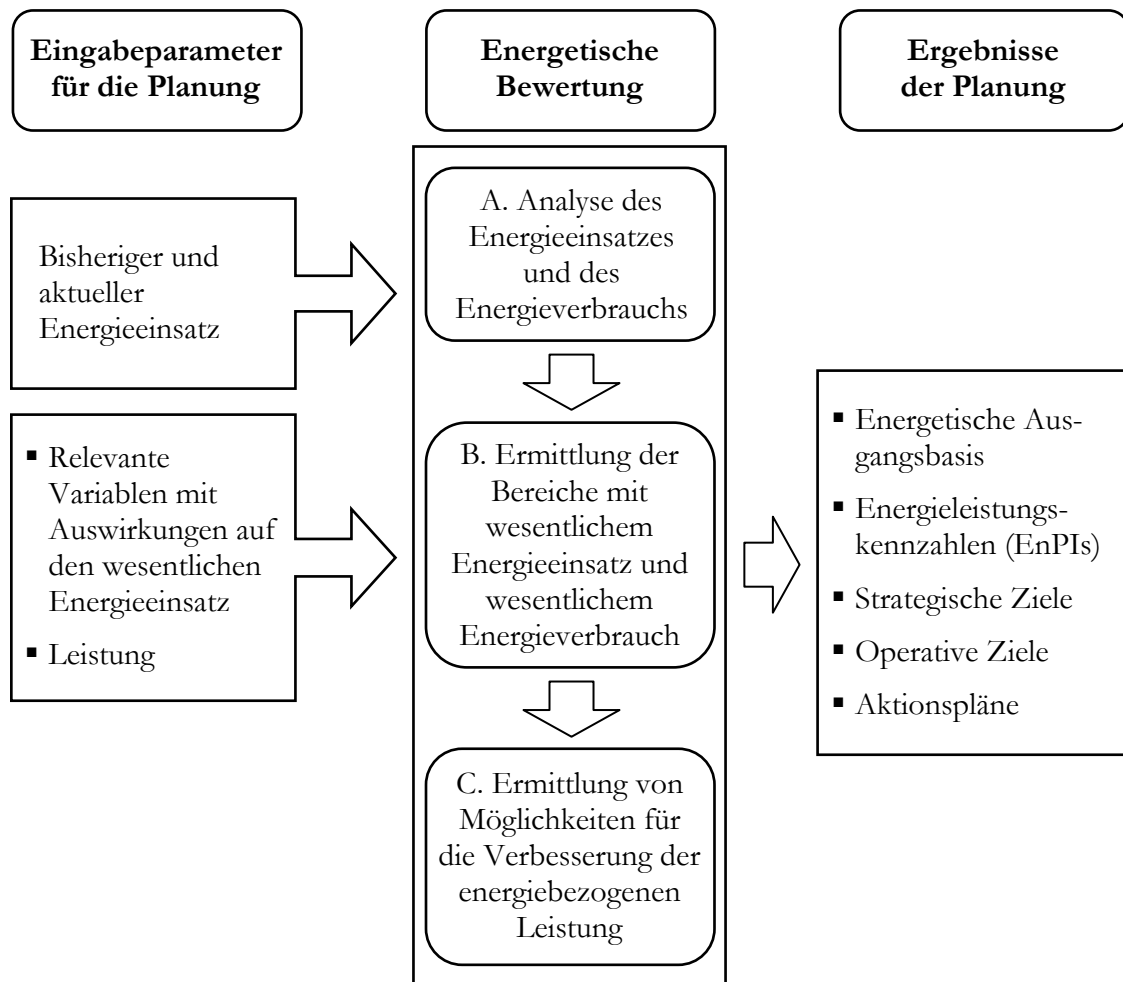 Eingabeparameter
für die Planung
Energetische
Bewertung
Ergebnisse
der Planung
Bisheriger und
aktueller
Energieeinsatz
▪ Relevante
Variablen mit
Auswirkungen auf
den wesentlichen
Energieeinsatz
▪ Leistung
A. Analyse des
Energieeinsatzes
und des
Energieverbrauchs
B. Ermittlung der
Bereiche mit
wesentlichem
Energieeinsatz und
wesentlichem
Energieverbrauch
C. Ermittlung von
Möglichkeiten für
die Verbesserung der
energiebezogenen
Leistung
▪ Energetische Aus-
gangsbasis
▪ Energieleistungs-
kennzahlen (EnPIs)
▪ Strategische Ziele
▪ Operative Ziele
▪ Aktionspläne